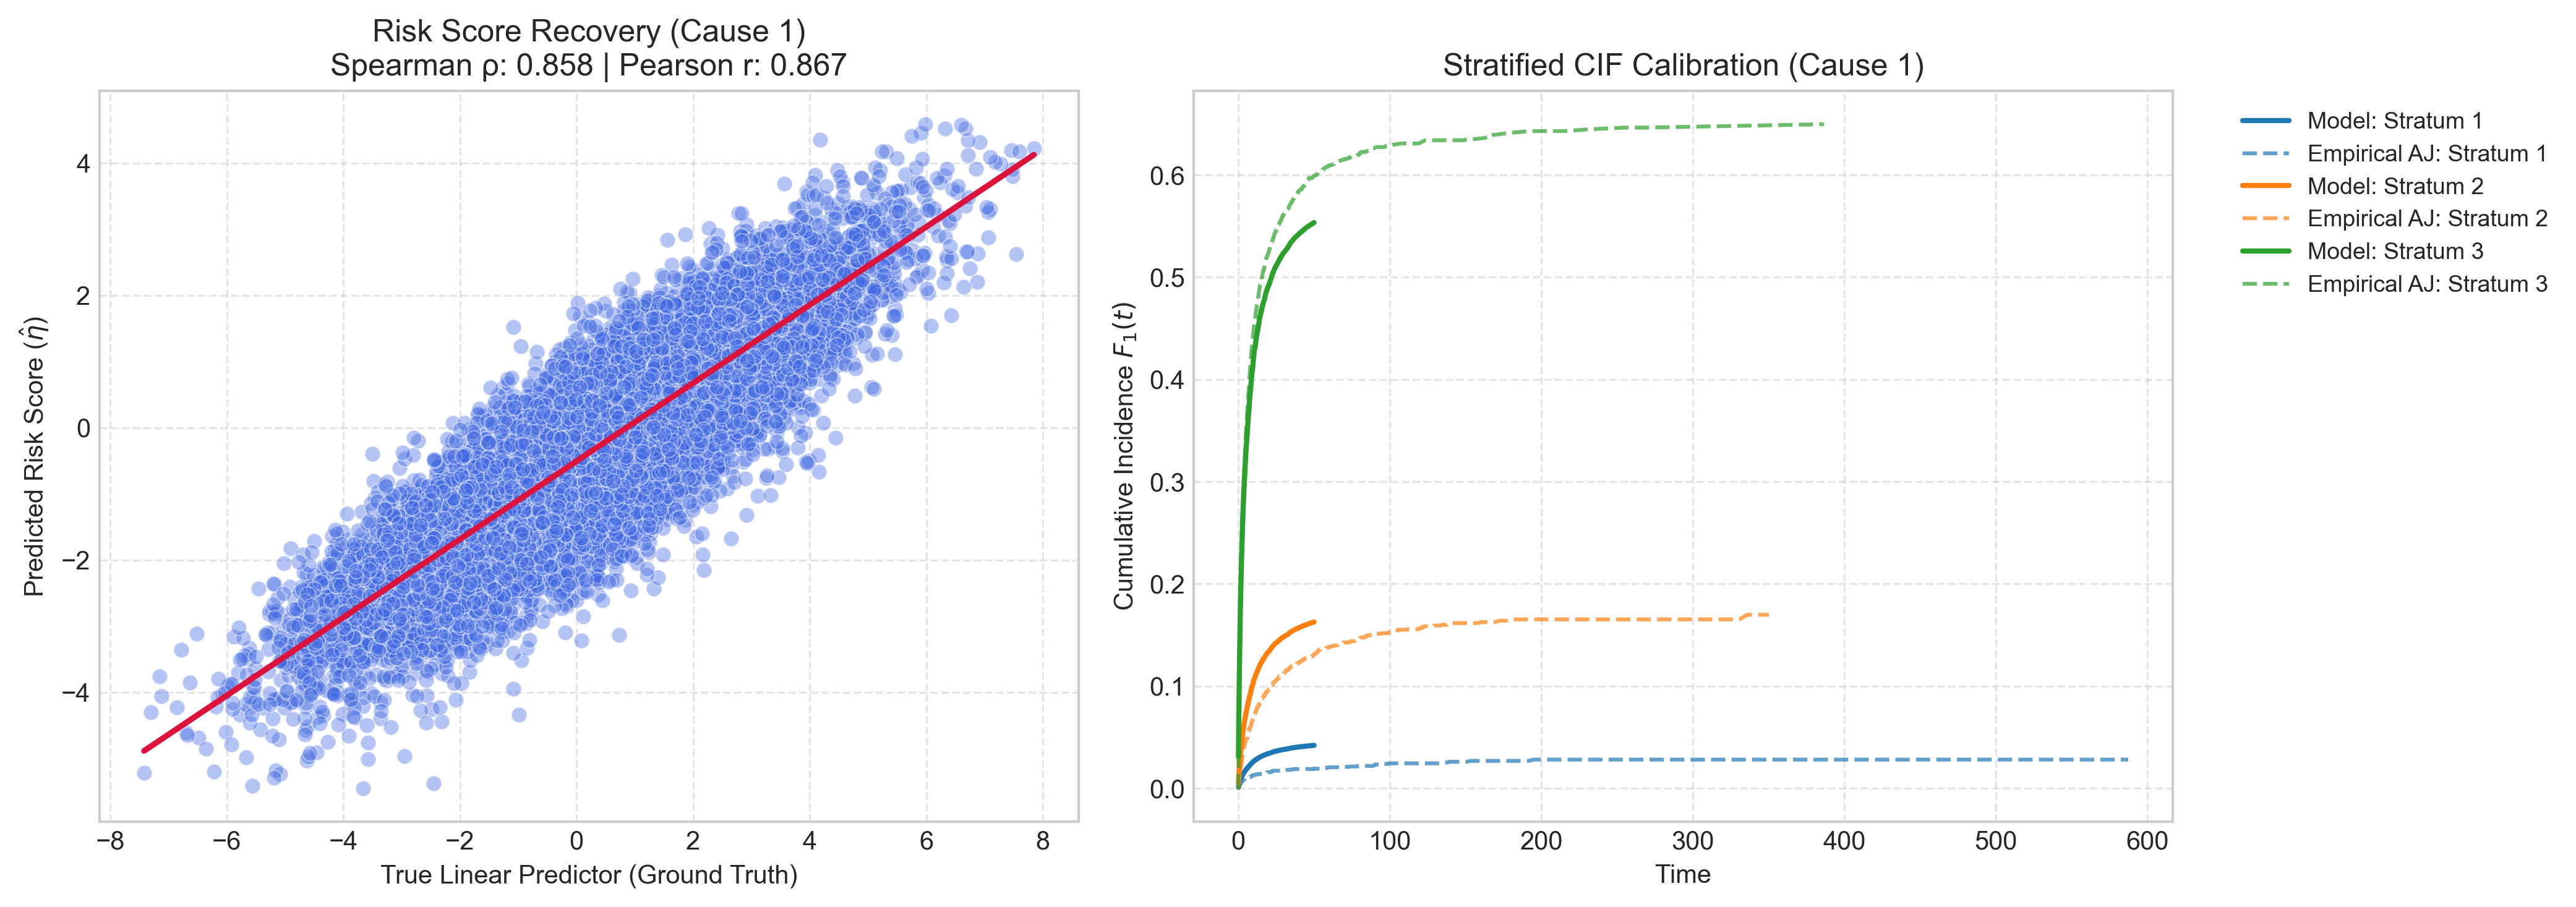 Risk Score Recovery (Cause 1)
Spearman ρ: 0.858 | Pearson r: 0.867
Predicted Risk Score (η̂)
4
2
0
−2
−4
−8
−6
−4
−2
0
2
4
6
8
True Linear Predictor (Ground Truth)
Stratified CIF Calibration (Cause 1)
Cumulative Incidence F₁(t)
0.6
0.5
0.4
0.3
0.2
0.1
0.0
0
100
200
300
400
500
600
Time
Model: Stratum 1
Empirical AJ: Stratum 1
Model: Stratum 2
Empirical AJ: Stratum 2
Model: Stratum 3
Empirical AJ: Stratum 3